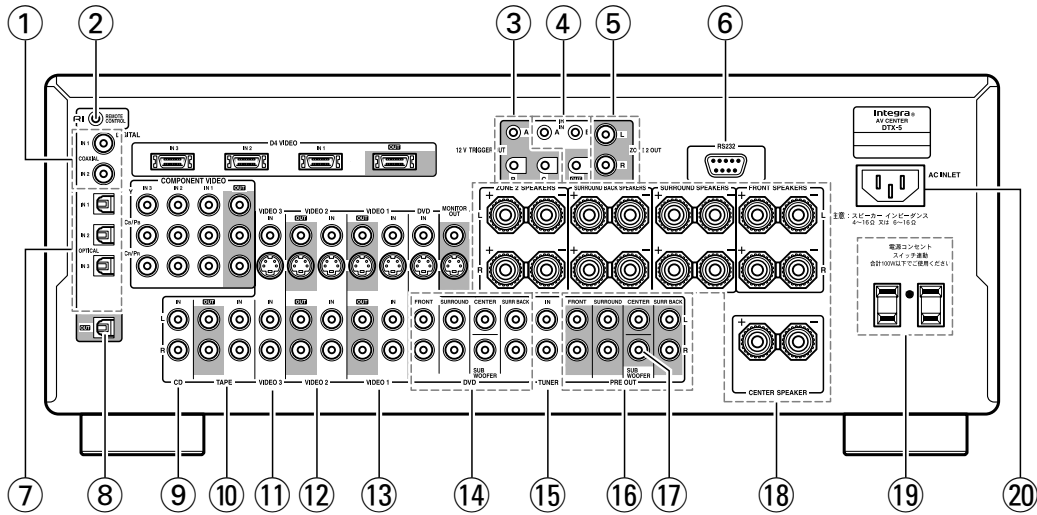 ① ② ③ ④ ⑤ ⑥
RI REMOTE CONTROL
DIGITAL
IN 1
COAXIAL
IN 2
IN 1
IN 2
OPTICAL
IN 3
OUT
IN 3 D4 VIDEO IN 2 IN 1 OUT
COMPONENT VIDEO
IN 3 IN 2 IN 1 OUT
Y
VIDEO 3 VIDEO 2 VIDEO 1 DVD MONITOR OUT
IN OUT IN OUT IN IN
12 V TRIGGER OUT
A
IR IN
A
L
R
ZONE 2 OUT
RS232
Integra®
AV CENTER
DTX-5
AC INLET
ZONE 2 SPEAKERS SURROUND BACK SPEAKERS SURROUND SPEAKERS FRONT SPEAKERS
+ − + − + − + −
L L
R R
注意：スピーカー インピーダンス
4〜16Ω 又は 6〜16Ω
電源コンセント
スイッチ連動
合計100W以下でご使用ください
IN OUT IN IN OUT IN OUT IN FRONT SURROUND CENTER SURR BACK IN FRONT SURROUND CENTER SURR BACK
L L
R R
SUB WOOFER SUB WOOFER
CD TAPE VIDEO 3 VIDEO 2 VIDEO 1 DVD TUNER PRE OUT
+ −
CENTER SPEAKER
⑦ ⑧ ⑨ ⑩ ⑪ ⑫ ⑬ ⑭ ⑮ ⑯ ⑰ ⑱ ⑲ ⑳